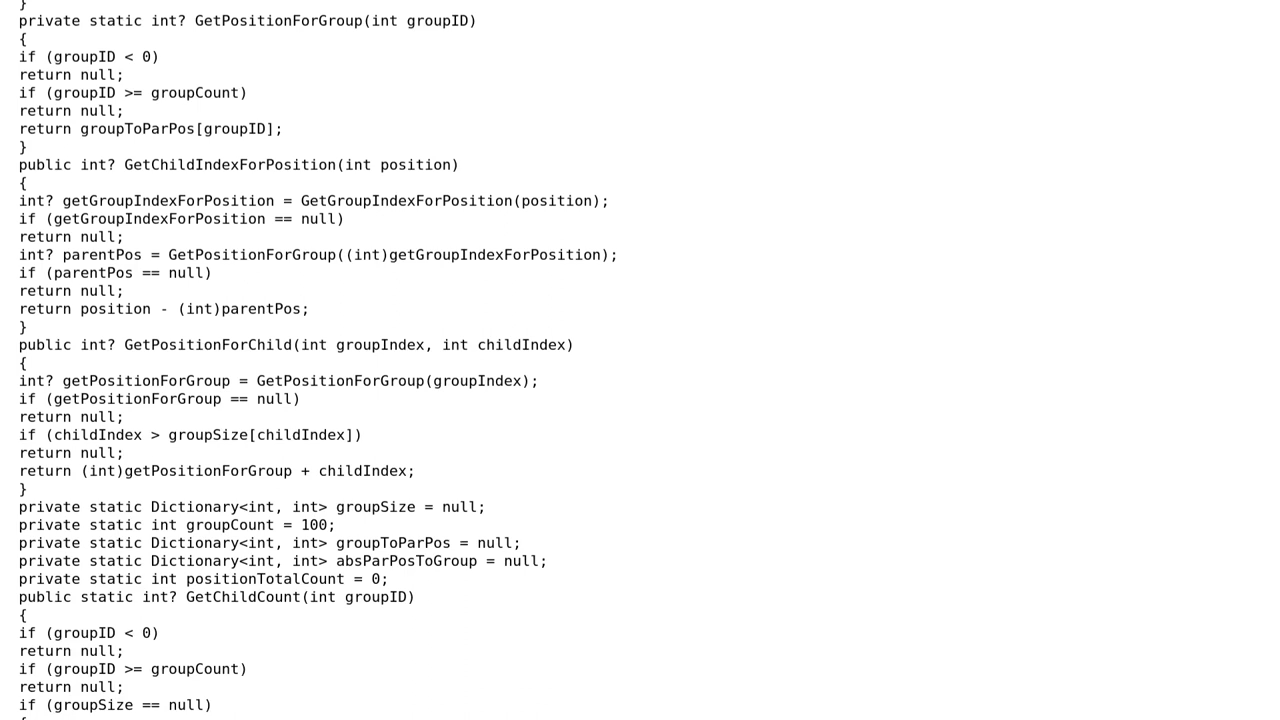 }
private static int? GetPositionForGroup(int groupID)
{
if (groupID < 0)
return null;
if (groupID >= groupCount)
return null;
return groupToParPos[groupID];
}
public int? GetChildIndexForPosition(int position)
{
int? getGroupIndexForPosition = GetGroupIndexForPosition(position);
if (getGroupIndexForPosition == null)
return null;
int? parentPos = GetPositionForGroup((int)getGroupIndexForPosition);
if (parentPos == null)
return null;
return position - (int)parentPos;
}
public int? GetPositionForChild(int groupIndex, int childIndex)
{
int? getPositionForGroup = GetPositionForGroup(groupIndex);
if (getPositionForGroup == null)
return null;
if (childIndex > groupSize[childIndex])
return null;
return (int)getPositionForGroup + childIndex;
}
private static Dictionary<int, int> groupSize = null;
private static int groupCount = 100;
private static Dictionary<int, int> groupToParPos = null;
private static Dictionary<int, int> absParPosToGroup = null;
private static int positionTotalCount = 0;
public static int? GetChildCount(int groupID)
{
if (groupID < 0)
return null;
if (groupID >= groupCount)
return null;
if (groupSize == null)
{